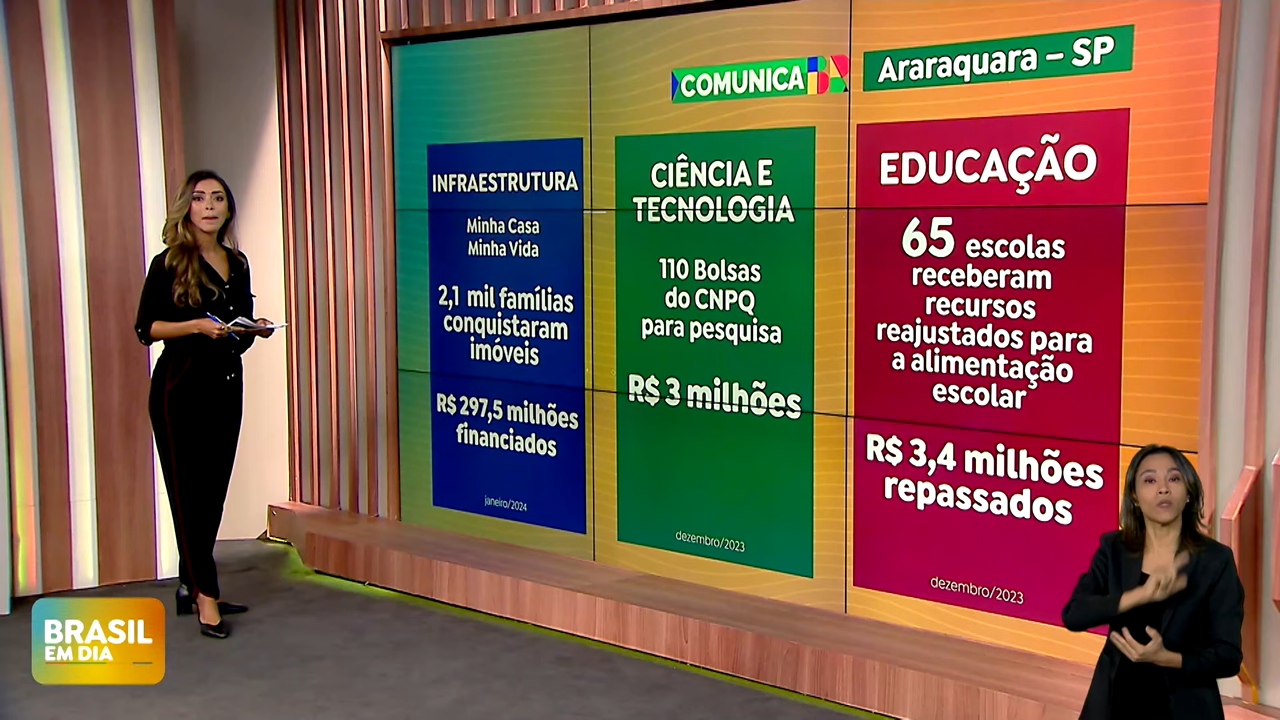 COMUNICABR
Araraquara – SP
INFRAESTRUTURA
Minha Casa
Minha Vida
2,1 mil famílias
conquistaram
imóveis
R$ 297,5 milhões
financiados
janeiro/2024
CIÊNCIA E
TECNOLOGIA
110 Bolsas
do CNPQ
para pesquisa
R$ 3 milhões
dezembro/2023
EDUCAÇÃO
65 escolas
receberam
recursos
reajustados para
a alimentação
escolar
R$ 3,4 milhões
repassados
dezembro/2023
BRASIL
EM DIA